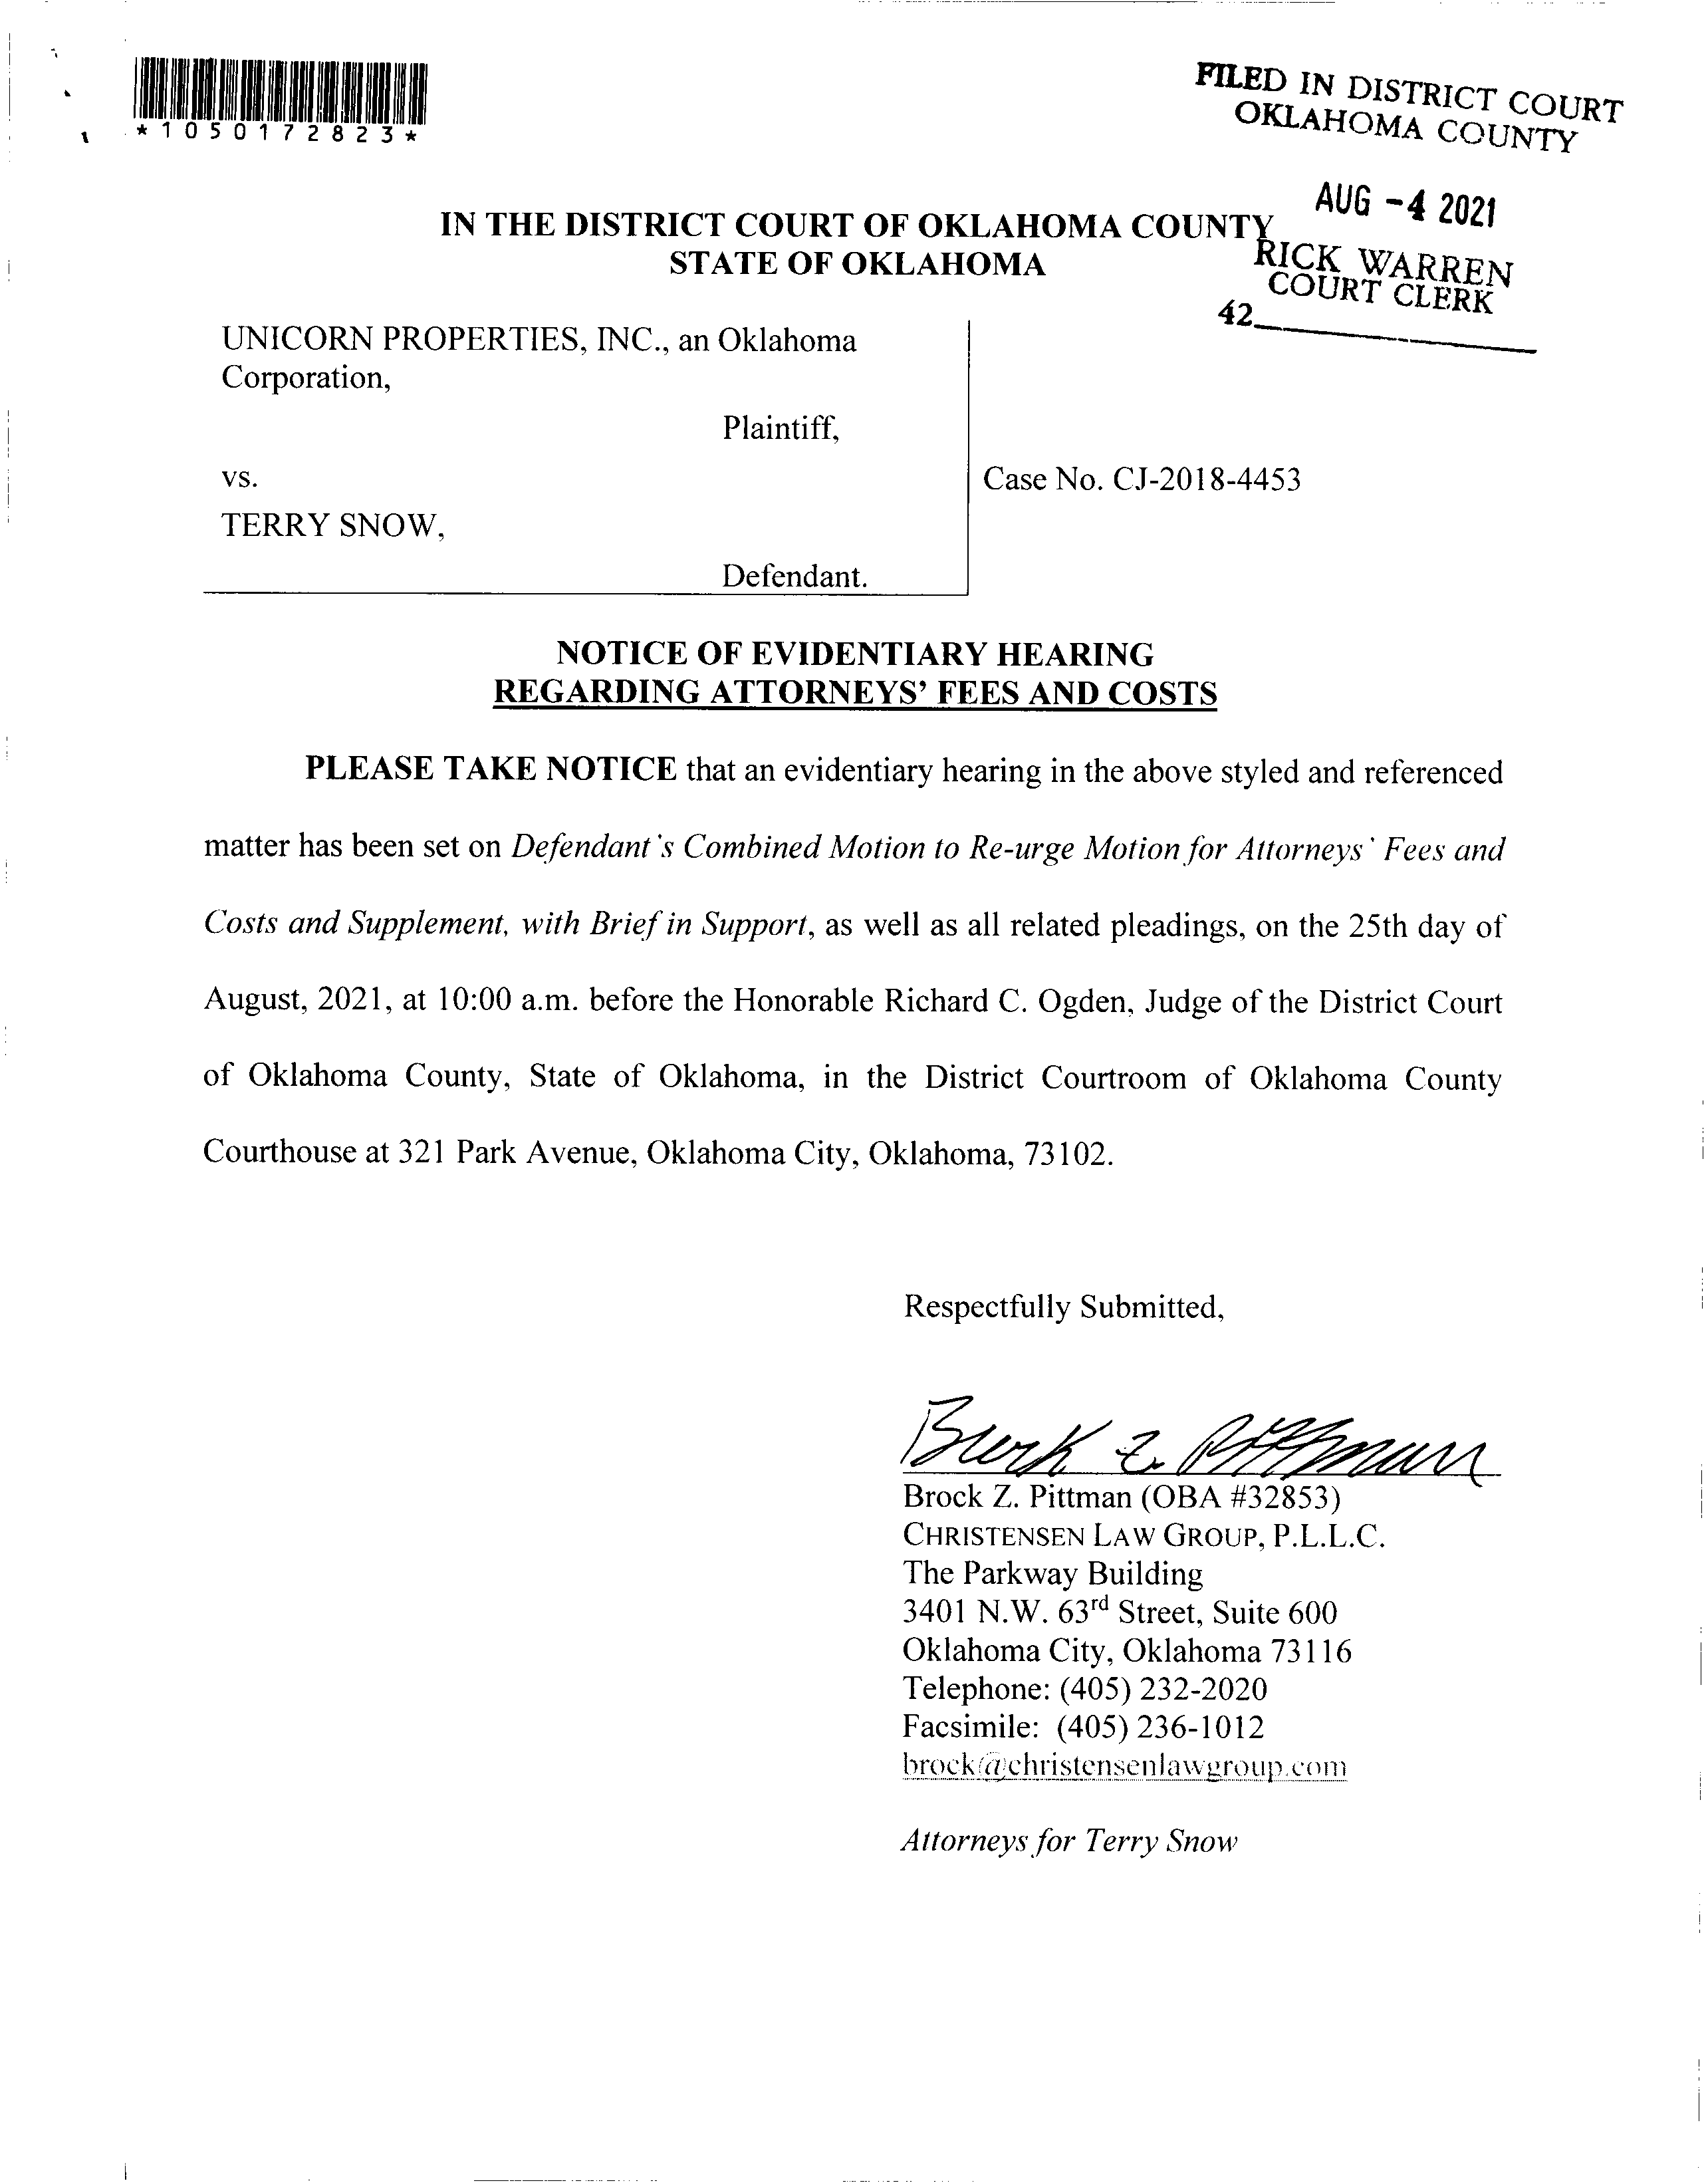 *1050172823*
FILED IN DISTRICT COURT
OKLAHOMA COUNTY
AUG -4 2021
RICK WARREN
COURT CLERK
42
IN THE DISTRICT COURT OF OKLAHOMA COUNTY
STATE OF OKLAHOMA
UNICORN PROPERTIES, INC., an Oklahoma
Corporation,
Plaintiff,
vs.
Case No. CJ-2018-4453
TERRY SNOW,
Defendant.
NOTICE OF EVIDENTIARY HEARING
REGARDING ATTORNEYS' FEES AND COSTS
PLEASE TAKE NOTICE that an evidentiary hearing in the above styled and referenced
matter has been set on Defendant's Combined Motion to Re-urge Motion for Attorneys' Fees and
Costs and Supplement, with Brief in Support, as well as all related pleadings, on the 25th day of
August, 2021, at 10:00 a.m. before the Honorable Richard C. Ogden, Judge of the District Court
of Oklahoma County, State of Oklahoma, in the District Courtroom of Oklahoma County
Courthouse at 321 Park Avenue, Oklahoma City, Oklahoma, 73102.
Respectfully Submitted,
Brock Z. Pittman
Brock Z. Pittman (OBA #32853)
CHRISTENSEN LAW GROUP, P.L.L.C.
The Parkway Building
3401 N.W. 63rd Street, Suite 600
Oklahoma City, Oklahoma 73116
Telephone: (405) 232-2020
Facsimile: (405) 236-1012
brock@christensenlawgroup.com
Attorneys for Terry Snow